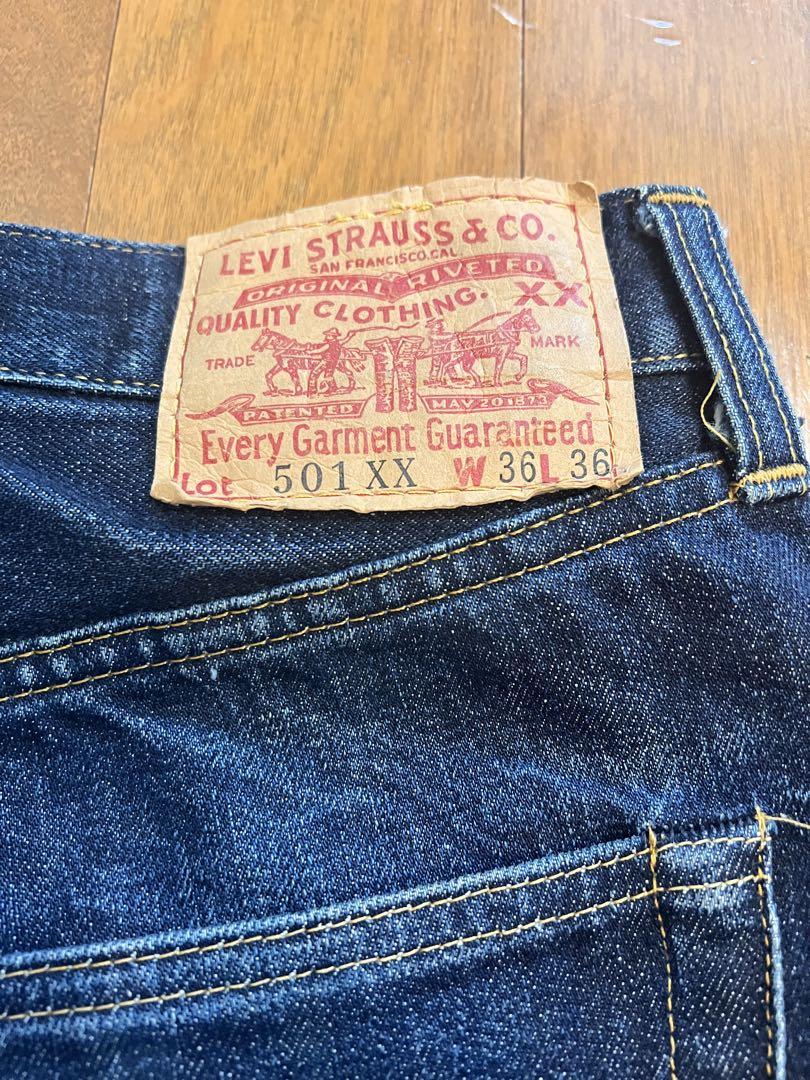 LEVI STRAUSS & CO.
SAN FRANCISCO.CAL.
ORIGINAL RIVETED
QUALITY CLOTHING. XX
TRADE MARK
PATENTED MAY 20 1873
Every Garment Guaranteed
Lot 501 XX W 36 L 36